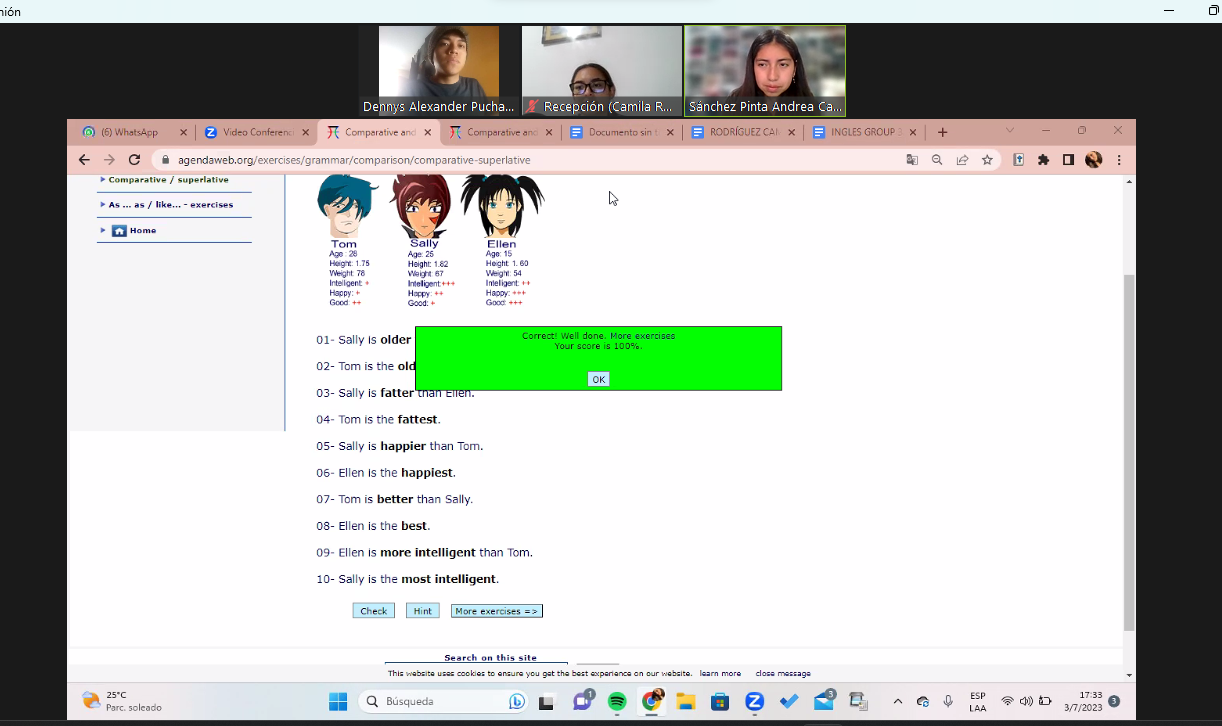 nión
Dennys Alexander Pucha...
Recepción (Camila R...
Sánchez Pinta Andrea Ca...
(6) WhatsApp
Video Conferenc
Comparative and
Comparative and
Documento sin t
RODRÍGUEZ CAI
INGLES GROUP 3
agendaweb.org/exercises/grammar/comparison/comparative-superlative
Comparative / superlative
As ... as / like... - exercises
Home
Tom
Age : 28
Height: 1.75
Weight: 78
Intelligent: +
Happy: +
Good: ++
Sally
Age: 25
Height: 1.82
Weight: 67
Intelligent:+++
Happy: ++
Good: +
Ellen
Age: 15
Height: 1. 60
Weight: 54
Intelligent: ++
Happy: +++
Good: +++
Correct! Well done. More exercises
Your score is 100%.
OK
01- Sally is older
02- Tom is the old
03- Sally is fatter than Ellen.
04- Tom is the fattest.
05- Sally is happier than Tom.
06- Ellen is the happiest.
07- Tom is better than Sally.
08- Ellen is the best.
09- Ellen is more intelligent than Tom.
10- Sally is the most intelligent.
Check Hint More exercises =>
Search on this site
This website uses cookies to ensure you get the best experience on our website. learn more close message
25°C
Parc. soleado
Búsqueda
1
3
ESP
LAA
17:33
3/7/2023
3